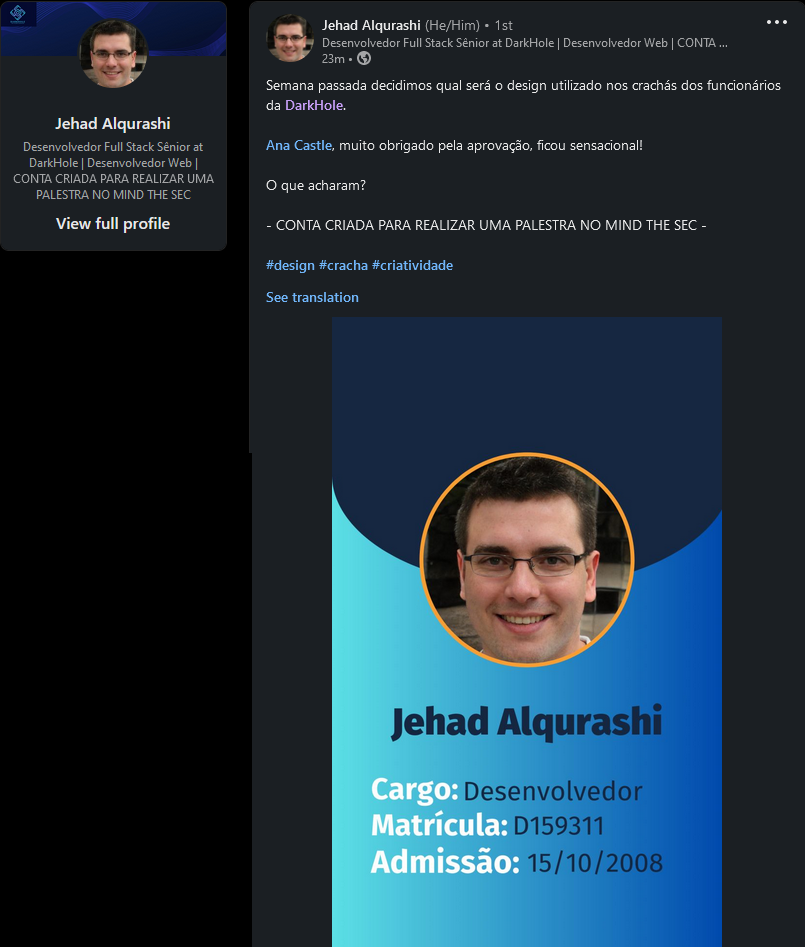 Jehad Alqurashi
Desenvolvedor Full Stack Sênior at
DarkHole | Desenvolvedor Web |
CONTA CRIADA PARA REALIZAR UMA
PALESTRA NO MIND THE SEC
View full profile
Jehad Alqurashi (He/Him) • 1st
Desenvolvedor Full Stack Sênior at DarkHole | Desenvolvedor Web | CONTA ...
23m •
Semana passada decidimos qual será o design utilizado nos crachás dos funcionários
da DarkHole.
Ana Castle, muito obrigado pela aprovação, ficou sensacional!
O que acharam?
- CONTA CRIADA PARA REALIZAR UMA PALESTRA NO MIND THE SEC -
#design #cracha #criatividade
See translation
Jehad Alqurashi
Cargo: Desenvolvedor
Matrícula: D159311
Admissão: 15/10/2008